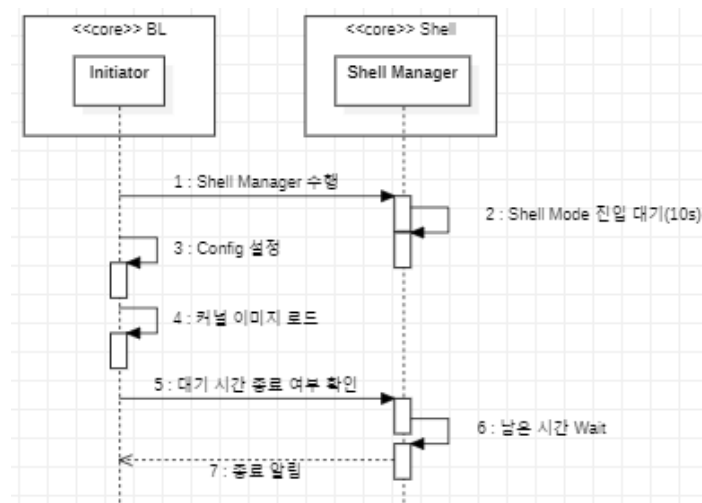 <<core>> BL
<<core>> Shell
Initiator
Shell Manager
1 : Shell Manager 수행
2 : Shell Mode 진입 대기(10s)
3 : Config 설정
4 : 커널 이미지 로드
5 : 대기 시간 종료 여부 확인
6 : 남은 시간 Wait
7 : 종료 알림